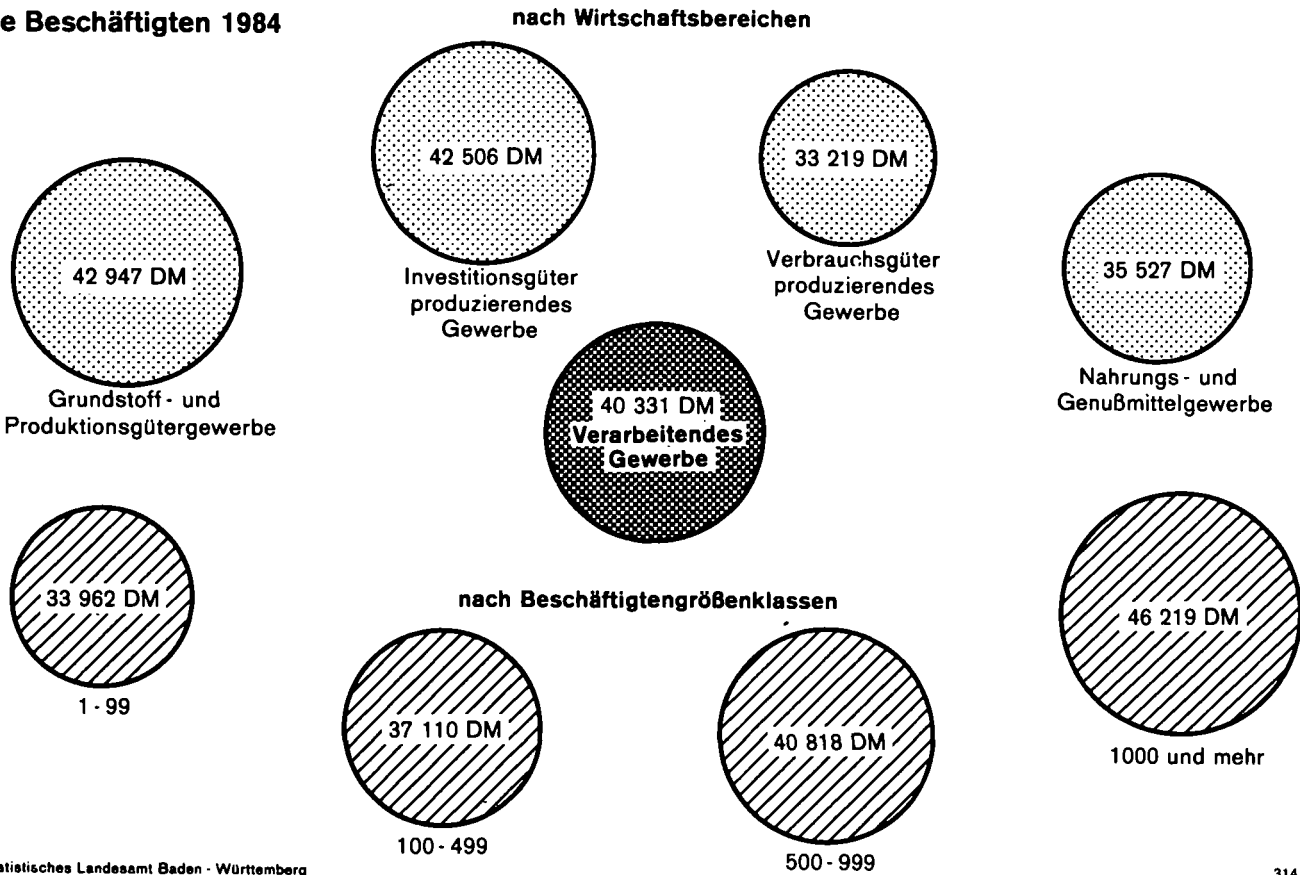 e Beschäftigten 1984
nach Wirtschaftsbereichen
42 506 DM
Investitionsgüter
produzierendes
Gewerbe
33 219 DM
Verbrauchsgüter
produzierendes
Gewerbe
42 947 DM
Grundstoff- und
Produktionsgütergewerbe
35 527 DM
Nahrungs- und
Genußmittelgewerbe
40 331 DM
Verarbeitendes
Gewerbe
nach Beschäftigtengrößenklassen
33 962 DM
1 - 99
37 110 DM
100 - 499
40 818 DM
500 - 999
46 219 DM
1000 und mehr
atistisches Landesamt Baden - Württemberg
314